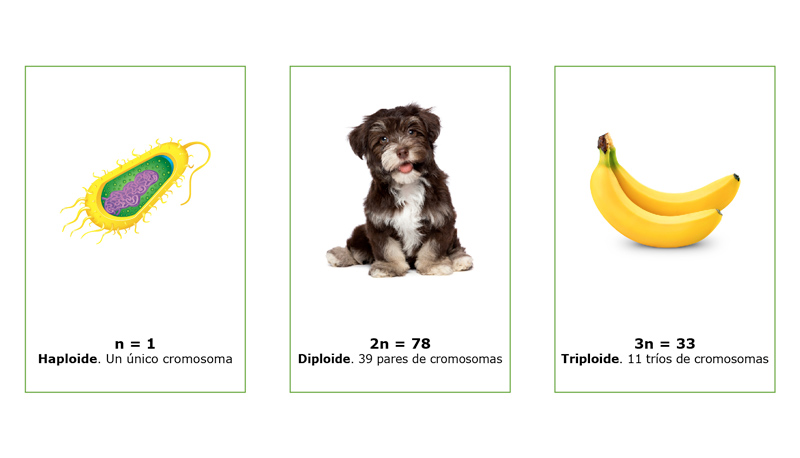 n = 1
Haploide. Un único cromosoma
2n = 78
Diploide. 39 pares de cromosomas
3n = 33
Triploide. 11 tríos de cromosomas